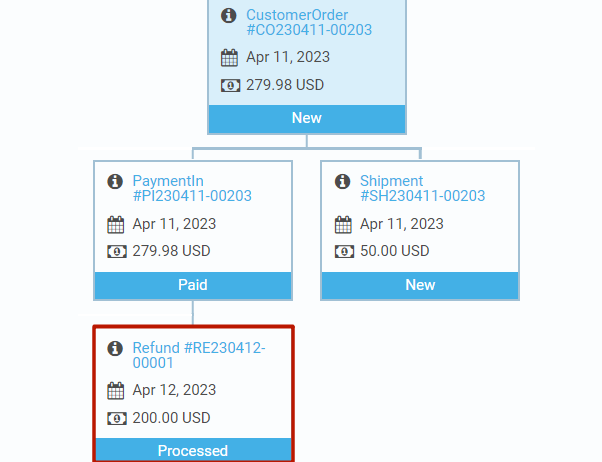 CustomerOrder
#CO230411-00203
Apr 11, 2023
279.98 USD
New
PaymentIn
#PI230411-00203
Apr 11, 2023
279.98 USD
Paid
Shipment
#SH230411-00203
Apr 11, 2023
50.00 USD
New
Refund #RE230412-
00001
Apr 12, 2023
200.00 USD
Processed